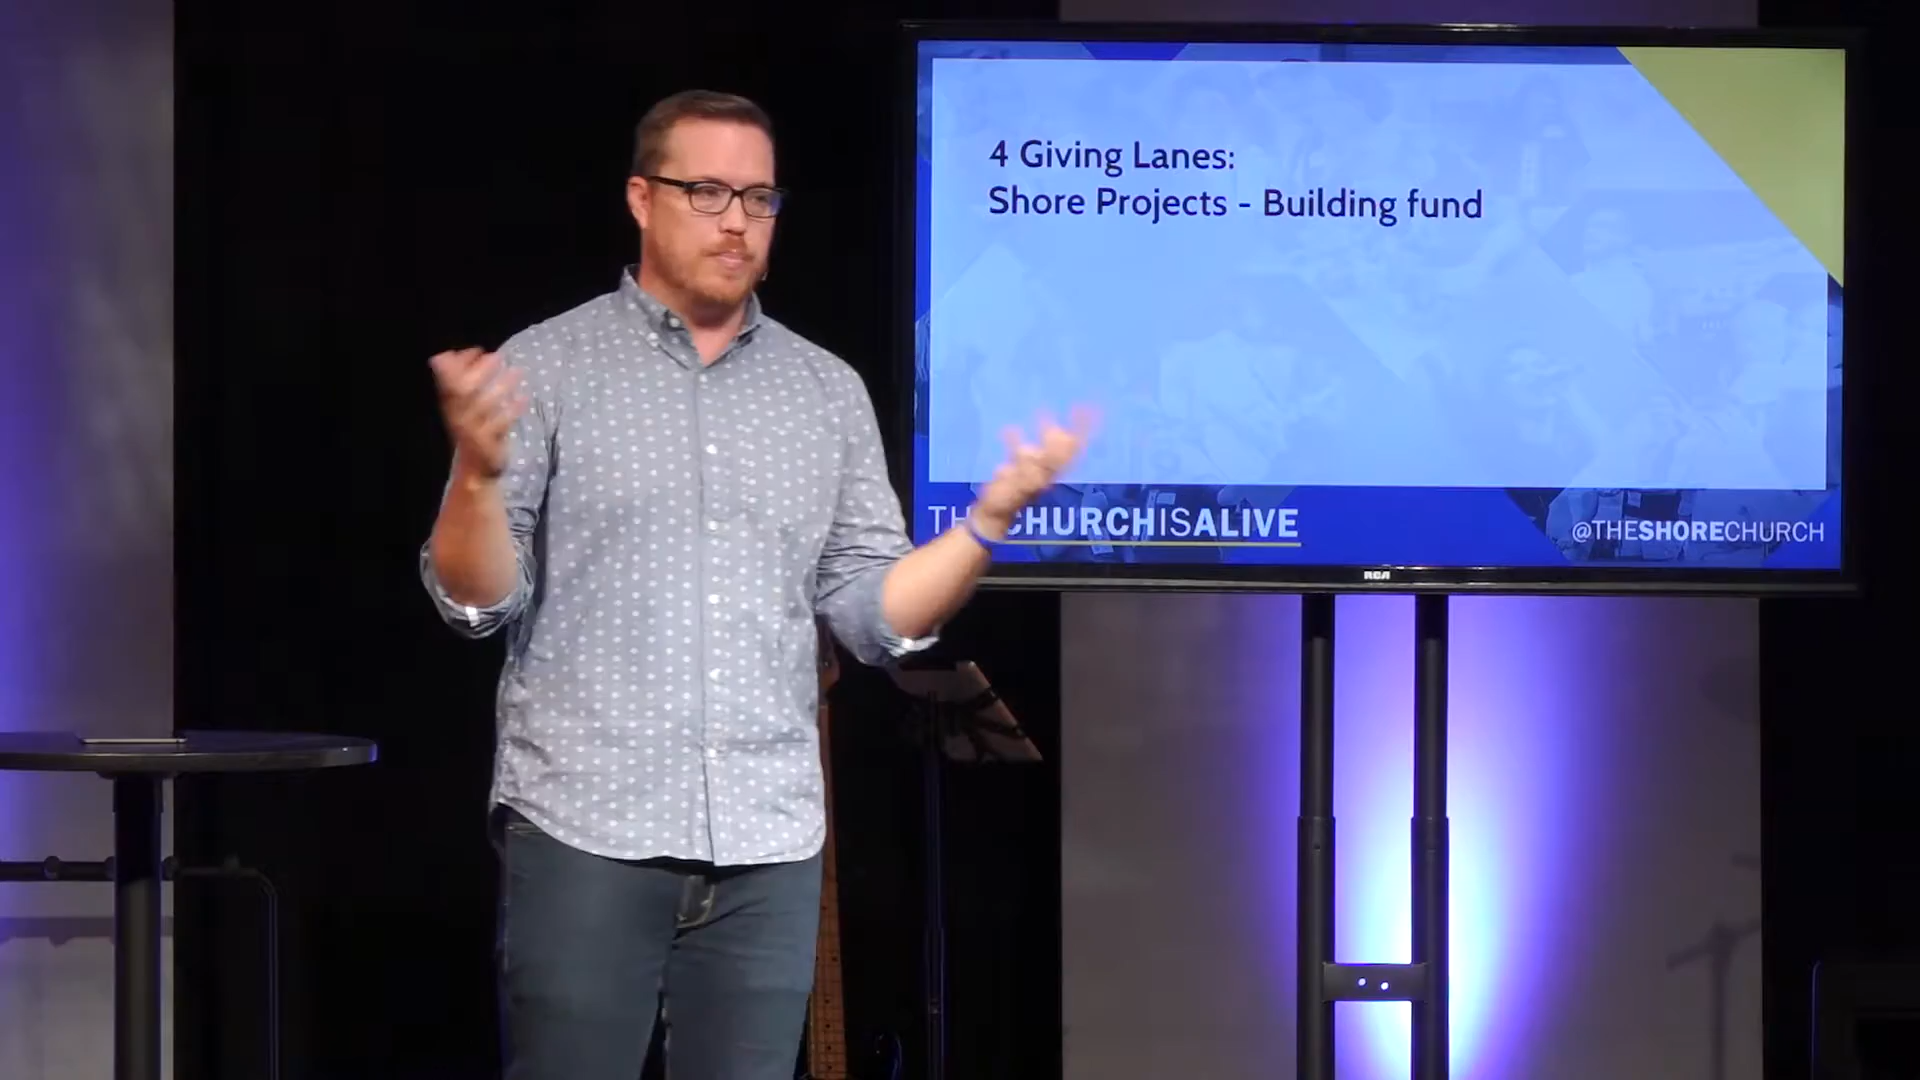 4 Giving Lanes:
Shore Projects - Building fund
CHURCHISALIVE
@THESHORECHURCH
RCA